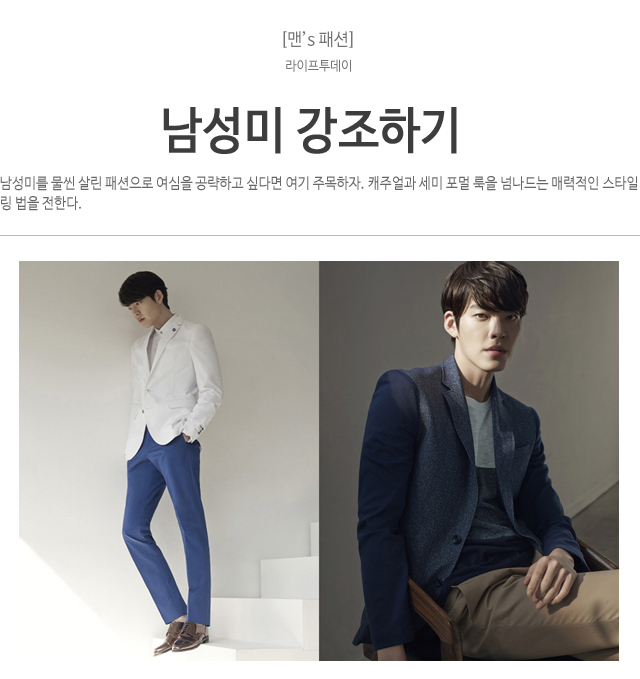 [맨’s 패션]
라이프투데이
남성미 강조하기
남성미를 물씬 살린 패션으로 여심을 공략하고 싶다면 여기 주목하자. 캐주얼과 세미 포멀 룩을 넘나드는 매력적인 스타일
링 법을 전한다.